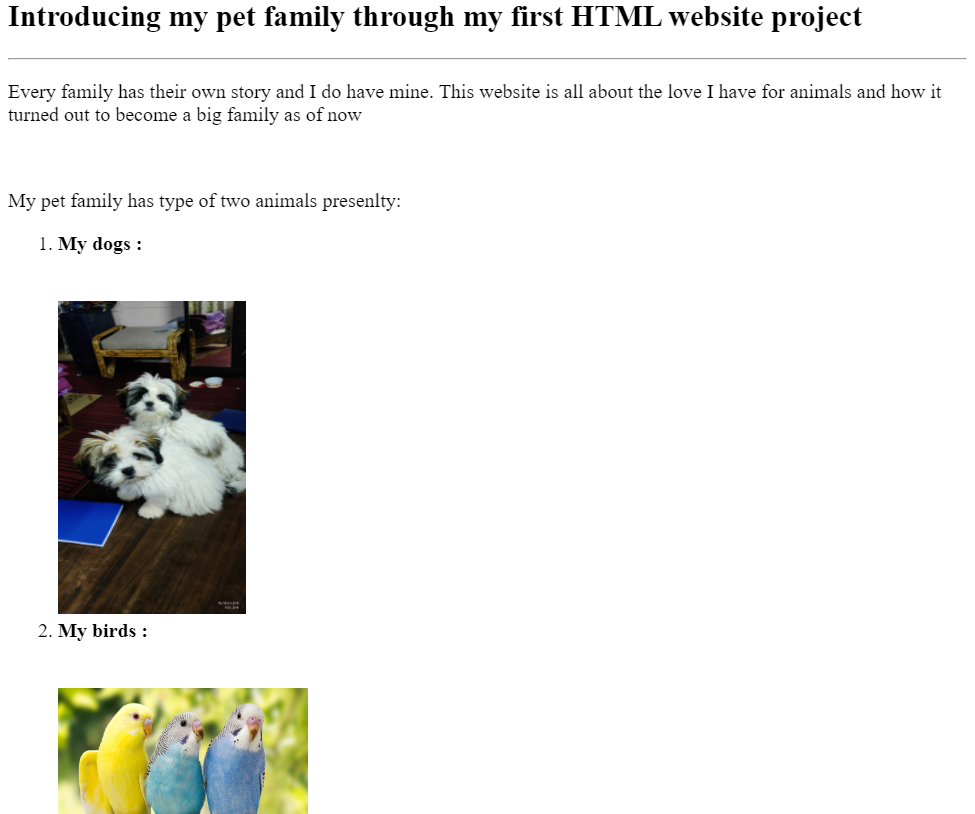 Introducing my pet family through my first HTML website project
Every family has their own story and I do have mine. This website is all about the love I have for animals and how it
turned out to become a big family as of now
My pet family has type of two animals presenlty:
1. My dogs :
2. My birds :